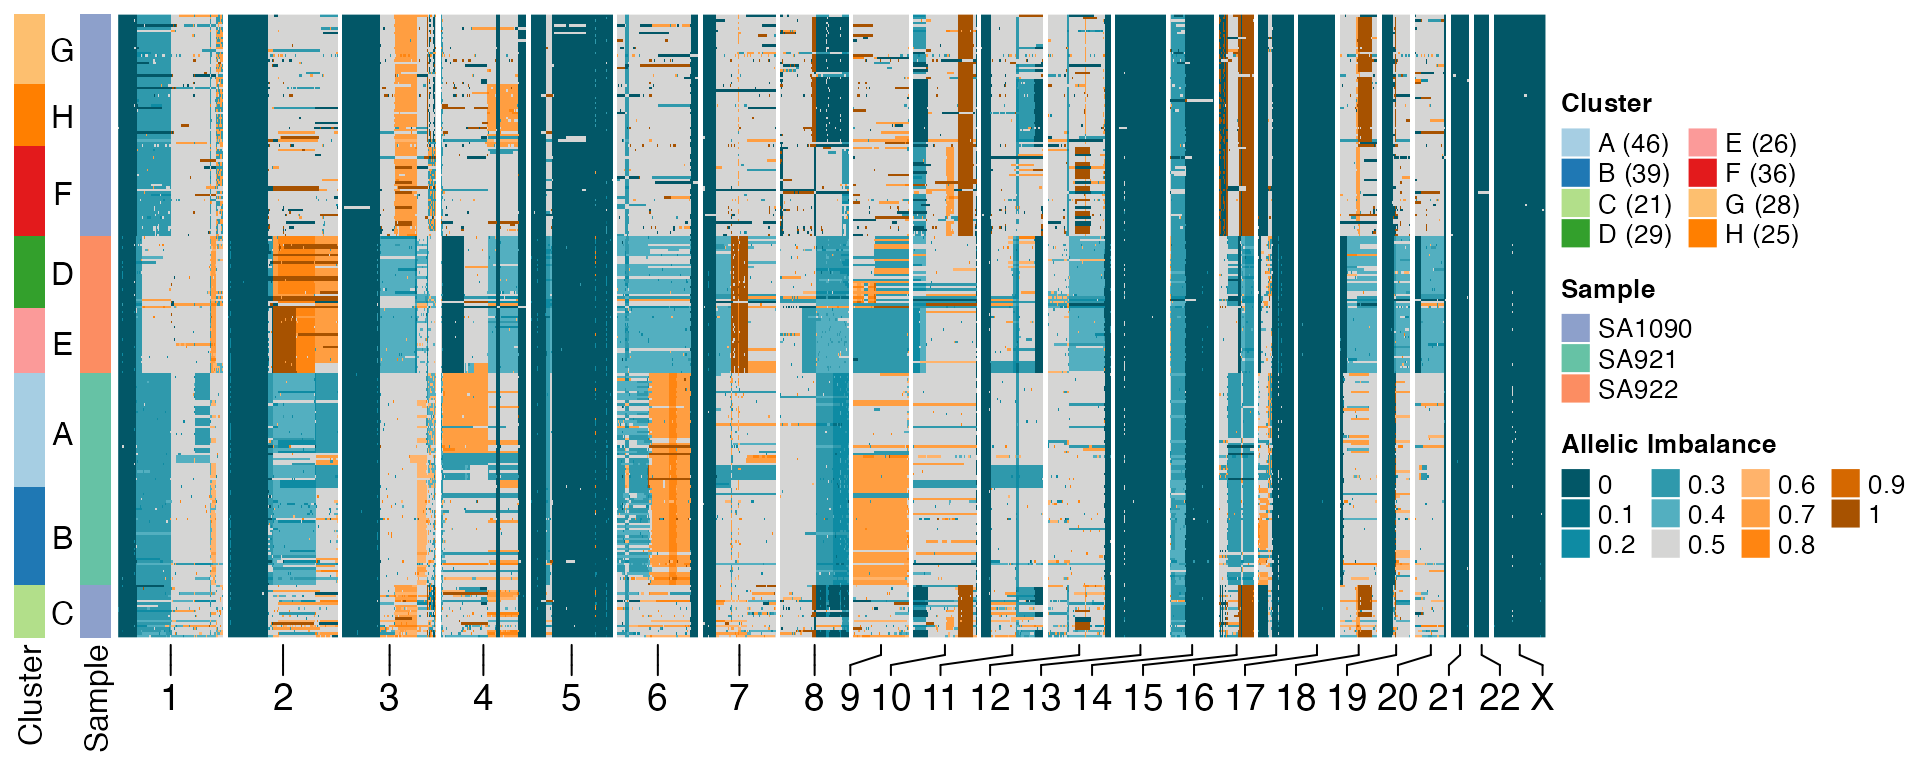 G
H
F
D
E
A
B
C
Cluster
Sample
1 2 3 4 5 6 7 8 9 10 11 12 13 14 15 16 17 18 19 20 21 22 X
Cluster
A (46) E (26)
B (39) F (36)
C (21) G (28)
D (29) H (25)
Sample
SA1090
SA921
SA922
Allelic Imbalance
0 0.3 0.6 0.9
0.1 0.4 0.7 1
0.2 0.5 0.8